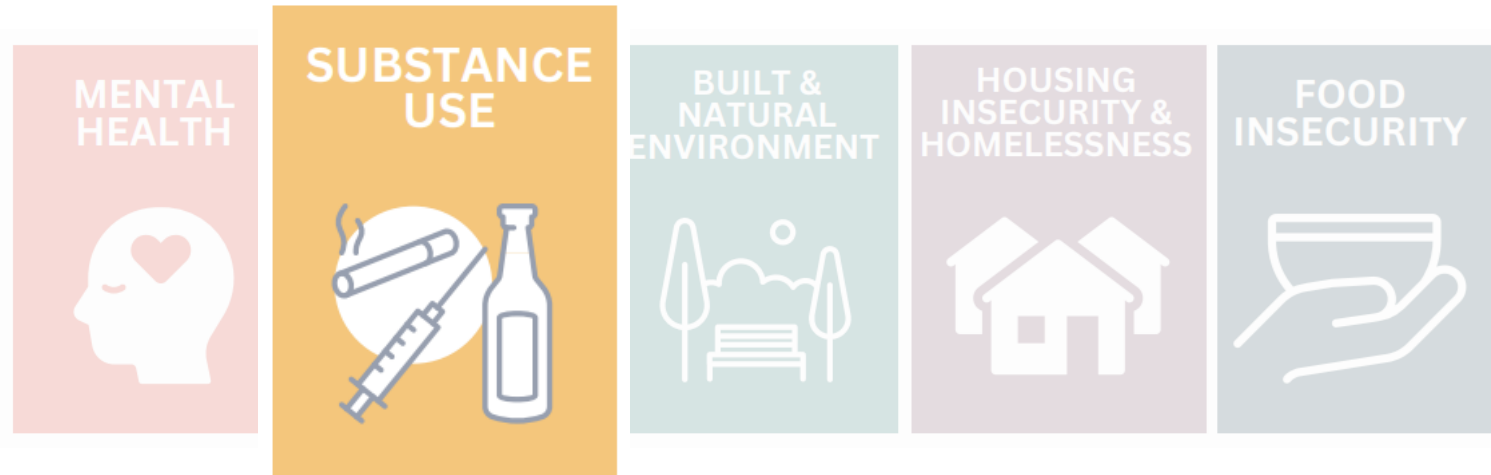 MENTAL
HEALTH
SUBSTANCE
USE
BUILT &
NATURAL
ENVIRONMENT
HOUSING
INSECURITY &
HOMELESSNESS
FOOD
INSECURITY